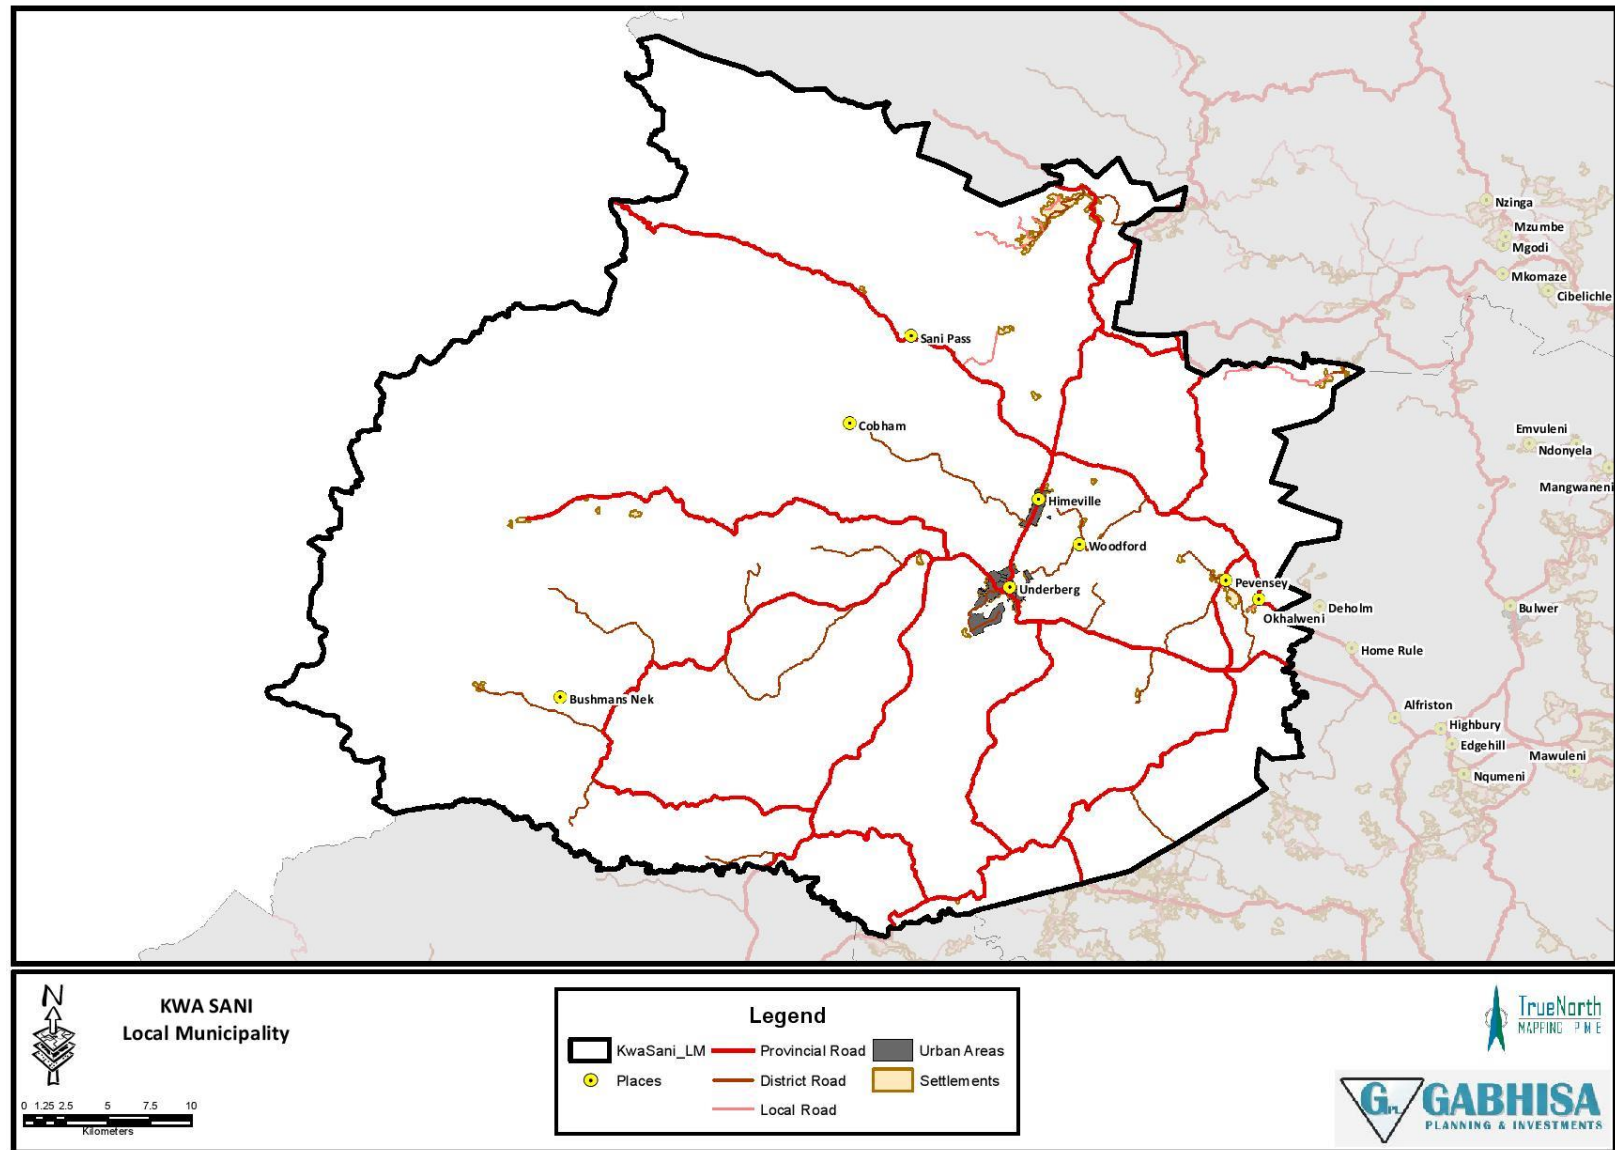 Nzinga
Mzumbe
Mgodi
Mkomaze
Cibelichle
Sani Pass
Cobham
Emvuleni
Ndonyela
Mangwaneni
Himeville
Woodford
Pevensey
Underberg
Okhalweni
Deholm
Bulwer
Home Rule
Bushmans Nek
Alfriston
Highbury
Edgehill
Mawuleni
Nqumeni
N
KWA SANI
Local Municipality
0 1.25 2.5 5 7.5 10
Kilometers
Legend
KwaSani_LM Provincial Road Urban Areas
Places District Road Settlements
Local Road
TrueNorth
MAPPING PME
GPL GABHISA
PLANNING & INVESTMENTS